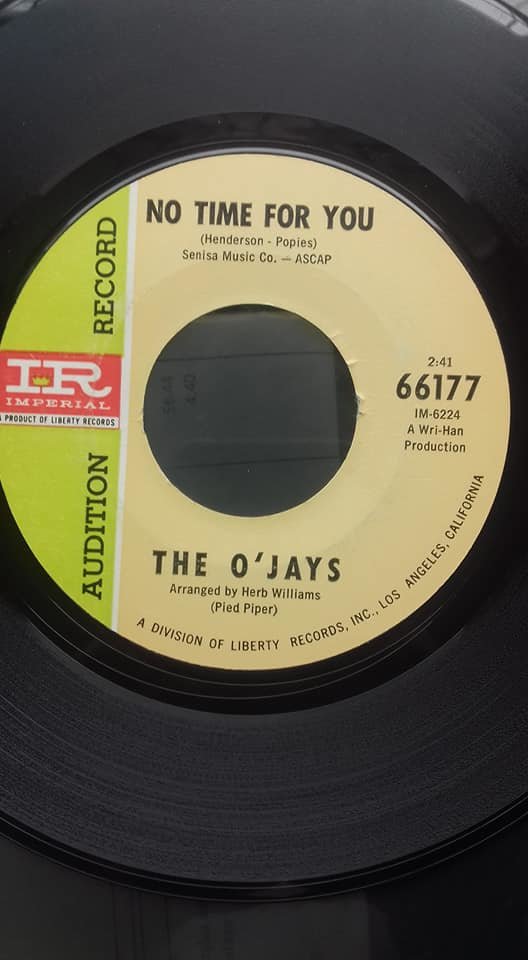 NO TIME FOR YOU
(Henderson - Popies)
Senisa Music Co. — ASCAP
AUDITION RECORD
IR
IMPERIAL
A PRODUCT OF LIBERTY RECORDS
2:41
66177
IM-6224
A Wri-Han
Production
THE O'JAYS
Arranged by Herb Williams
(Pied Piper)
A DIVISION OF LIBERTY RECORDS, INC., LOS ANGELES, CALIFORNIA